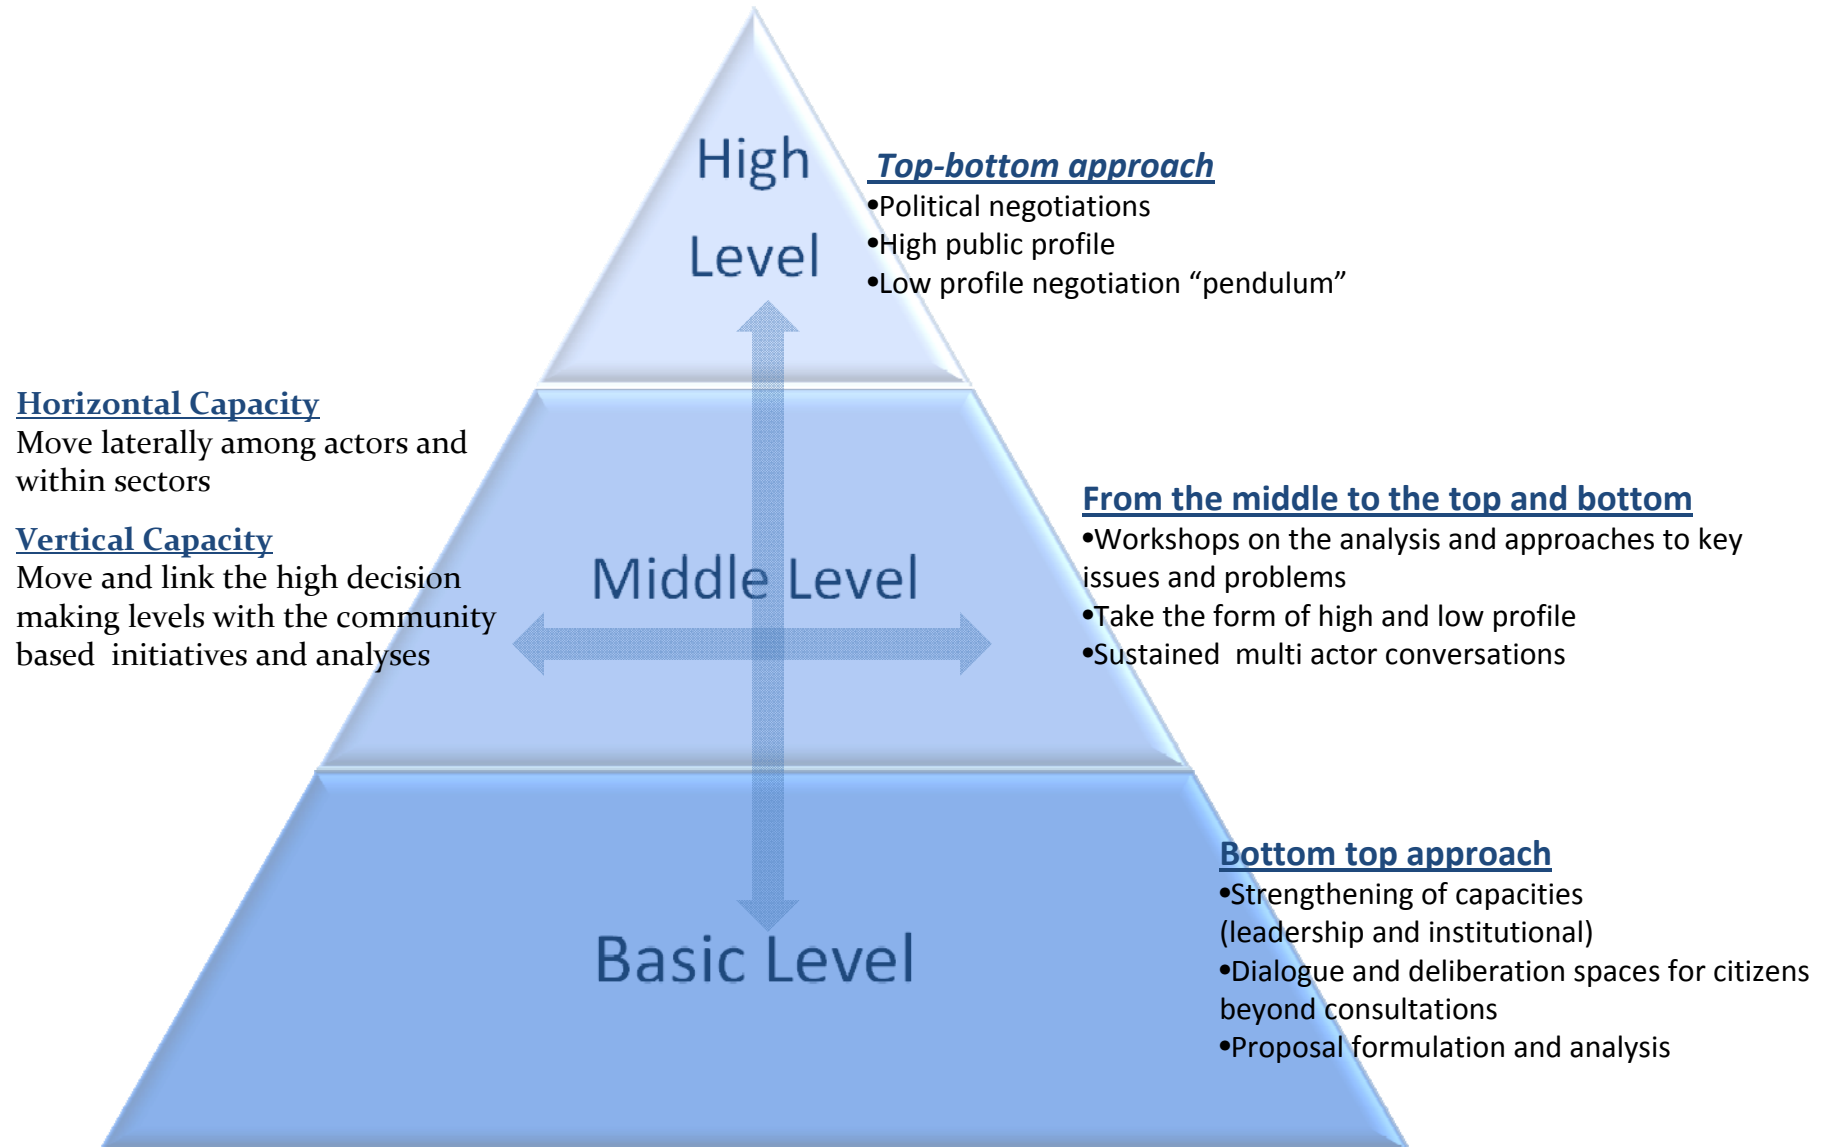 High
Level
Top-bottom approach
•Political negotiations
•High public profile
•Low profile negotiation “pendulum”
Horizontal Capacity
Move laterally among actors and
within sectors
Vertical Capacity
Move and link the high decision
making levels with the community
based initiatives and analyses
Middle Level
From the middle to the top and bottom
•Workshops on the analysis and approaches to key
issues and problems
•Take the form of high and low profile
•Sustained multi actor conversations
Basic Level
Bottom top approach
•Strengthening of capacities
(leadership and institutional)
•Dialogue and deliberation spaces for citizens
beyond consultations
•Proposal formulation and analysis